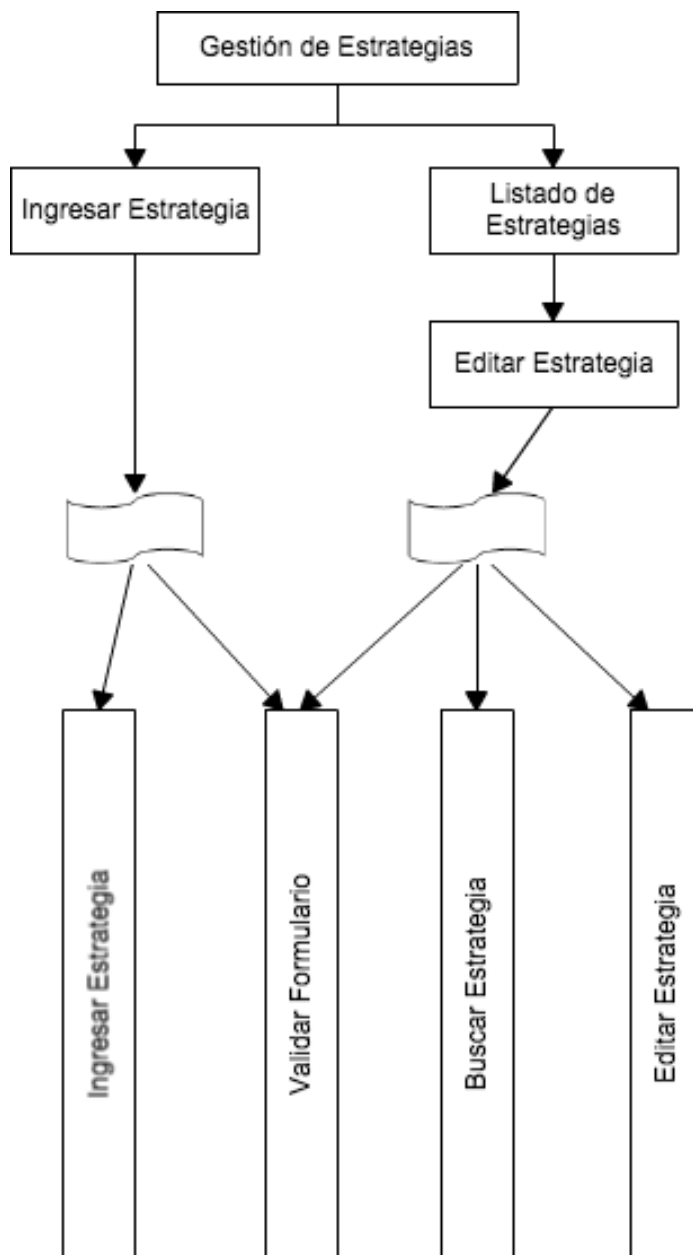 Gestión de Estrategias
Ingresar Estrategia
Listado de
Estrategias
Editar Estrategia
Ingresar Estrategia
Validar Formulario
Buscar Estrategia
Editar Estrategia